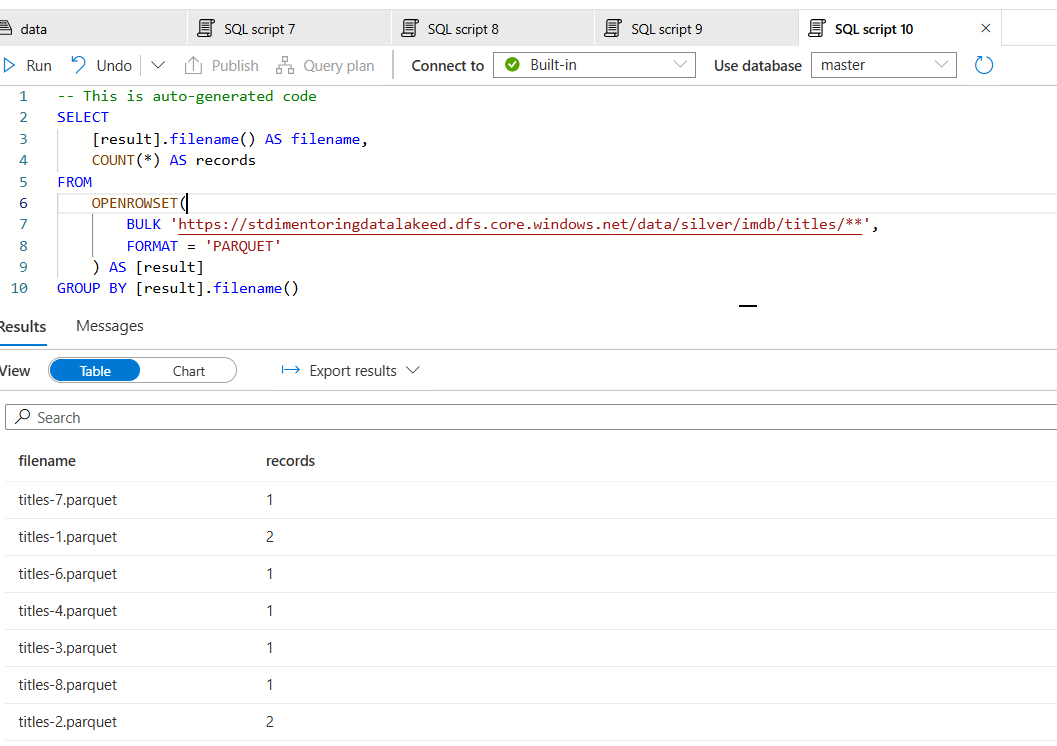 data SQL script 7 SQL script 8 SQL script 9 SQL script 10
Run Undo Publish Query plan Connect to Built-in Use database master
1 -- This is auto-generated code
2 SELECT
3 [result].filename() AS filename,
4 COUNT(*) AS records
5 FROM
6 OPENROWSET(
7 BULK 'https://stdimentoringdatalakeed.dfs.core.windows.net/data/silver/imdb/titles/**',
8 FORMAT = 'PARQUET'
9 ) AS [result]
10 GROUP BY [result].filename()
Results Messages
View Table Chart Export results
Search
filename records
titles-7.parquet 1
titles-1.parquet 2
titles-6.parquet 1
titles-4.parquet 1
titles-3.parquet 1
titles-8.parquet 1
titles-2.parquet 2